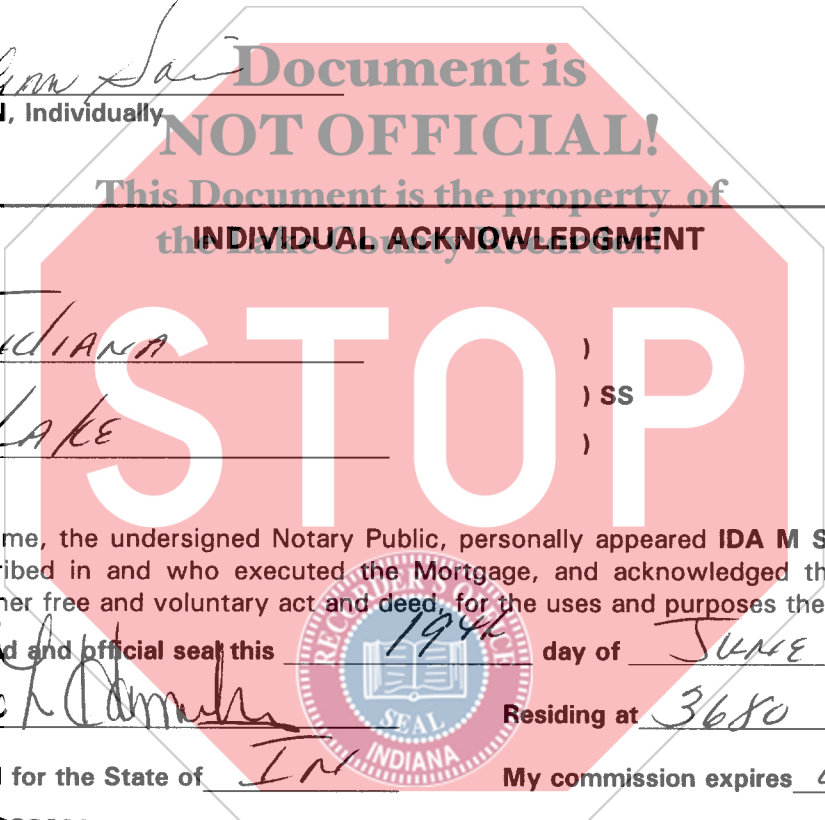 Document is
, Individually
NOT OFFICIAL!
This Document is the property of
the Lake County Recorder!
INDIVIDUAL ACKNOWLEDGMENT
)
STOP
) SS
LAKE
)
me, the undersigned Notary Public, personally appeared IDA M S
ribed in and who executed the Mortgage, and acknowledged th
her free and voluntary act and deed, for the uses and purposes the
d and official seal this 19th day of JUNE
Residing at 3680
for the State of IN My commission expires
RECORDER'S OFFICE
SEAL
INDIANA